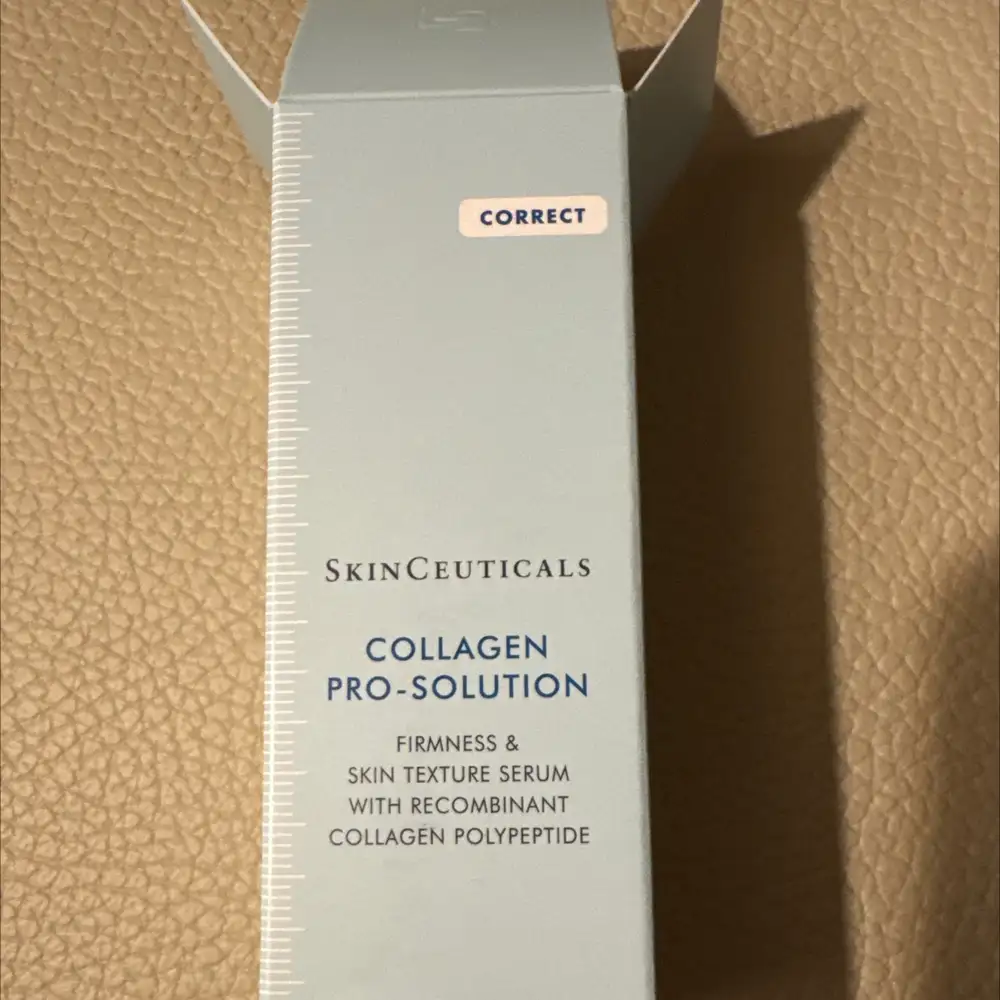 CORRECT
SKINCEUTICALS
COLLAGEN
PRO-SOLUTION
FIRMNESS &
SKIN TEXTURE SERUM
WITH RECOMBINANT
COLLAGEN POLYPEPTIDE